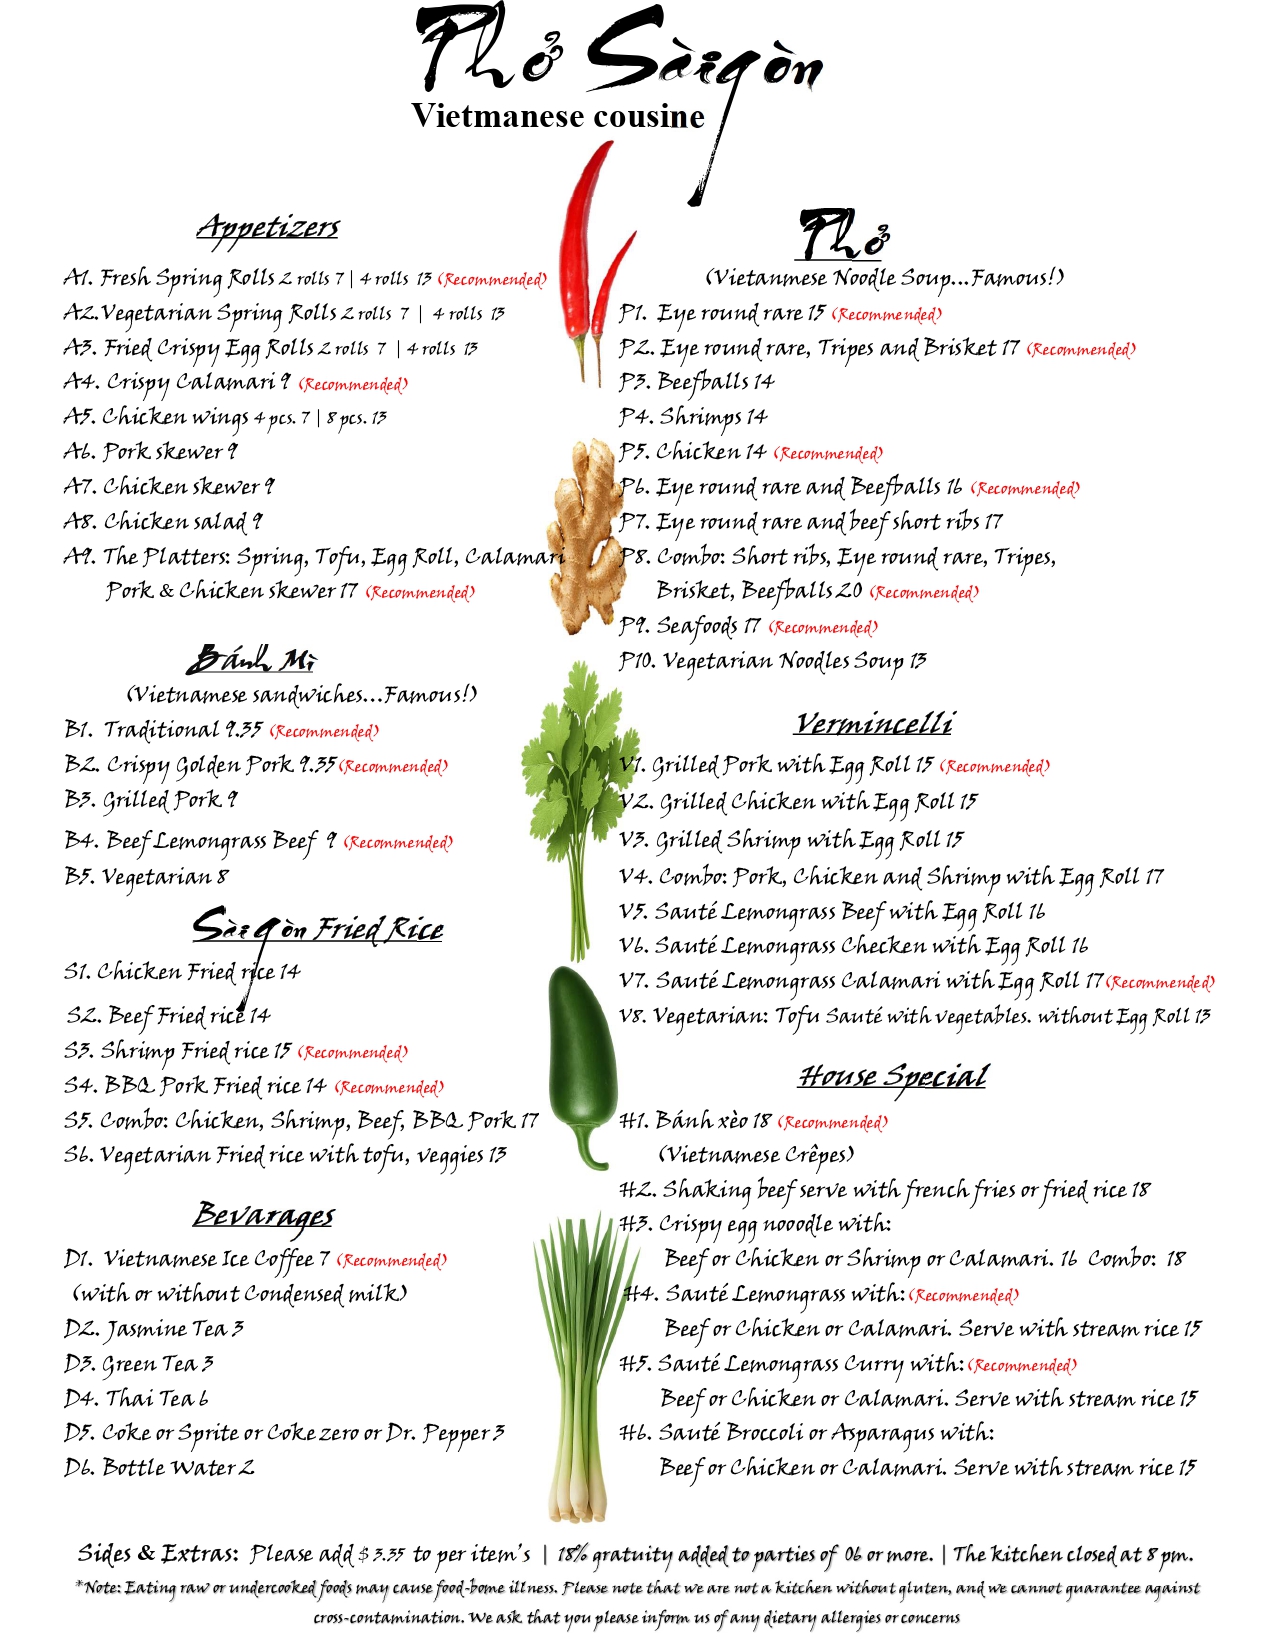 Phở Sàigòn
Vietmanese cousine
Appetizers
A1. Fresh Spring Rolls 2 rolls 7 | 4 rolls 13 (Recommended)
A2.Vegetarian Spring Rolls 2 rolls 7 | 4 rolls 13
A3. Fried Crispy Egg Rolls 2 rolls 7 | 4 rolls 13
A4. Crispy Calamari 9 (Recommended)
A5. Chicken wings 4 pcs. 7 | 8 pcs. 13
A6. Pork skewer 9
A7. Chicken skewer 9
A8. Chicken salad 9
A9. The Platters: Spring, Tofu, Egg Roll, Calamari
Pork & Chicken skewer 17 (Recommended)
Bánh Mì
(Vietnamese sandwiches...Famous!)
B1. Traditional 9.35 (Recommended)
B2. Crispy Golden Pork 9.35 (Recommended)
B3. Grilled Pork 9
B4. Beef Lemongrass Beef 9 (Recommended)
B5. Vegetarian 8
Sàigòn Fried Rice
S1. Chicken Fried rice 14
S2. Beef Fried rice 14
S3. Shrimp Fried rice 15 (Recommended)
S4. BBQ Pork Fried rice 14 (Recommended)
S5. Combo: Chicken, Shrimp, Beef, BBQ Pork 17
S6. Vegetarian Fried rice with tofu, veggies 13
Bevarages
D1. Vietnamese Ice Coffee 7 (Recommended)
(with or without Condensed milk)
D2. Jasmine Tea 3
D3. Green Tea 3
D4. Thai Tea 6
D5. Coke or Sprite or Coke zero or Dr. Pepper 3
D6. Bottle Water 2
Phở
(Vietanmese Noodle Soup...Famous!)
P1. Eye round rare 15 (Recommended)
P2. Eye round rare, Tripes and Brisket 17 (Recommended)
P3. Beefballs 14
P4. Shrimps 14
P5. Chicken 14 (Recommended)
P6. Eye round rare and Beefballs 16 (Recommended)
P7. Eye round rare and beef short ribs 17
P8. Combo: Short ribs, Eye round rare, Tripes,
Brisket, Beefballs 20 (Recommended)
P9. Seafoods 17 (Recommended)
P10. Vegetarian Noodles Soup 13
Vermincelli
V1. Grilled Pork with Egg Roll 15 (Recommended)
V2. Grilled Chicken with Egg Roll 15
V3. Grilled Shrimp with Egg Roll 15
V4. Combo: Pork, Chicken and Shrimp with Egg Roll 17
V5. Sauté Lemongrass Beef with Egg Roll 16
V6. Sauté Lemongrass Checken with Egg Roll 16
V7. Sauté Lemongrass Calamari with Egg Roll 17 (Recommended)
V8. Vegetarian: Tofu Sauté with vegetables. without Egg Roll 13
House Special
H1. Bánh xèo 18 (Recommended)
(Vietnamese Crêpes)
H2. Shaking beef serve with french fries or fried rice 18
H3. Crispy egg nooodle with:
Beef or Chicken or Shrimp or Calamari. 16 Combo: 18
H4. Sauté Lemongrass with: (Recommended)
Beef or Chicken or Calamari. Serve with stream rice 15
H5. Sauté Lemongrass Curry with: (Recommended)
Beef or Chicken or Calamari. Serve with stream rice 15
H6. Sauté Broccoli or Asparagus with:
Beef or Chicken or Calamari. Serve with stream rice 15
Sides & Extras: Please add $ 3.35 to per item's | 18% gratuity added to parties of 06 or more. | The kitchen closed at 8 pm.
*Note: Eating raw or undercooked foods may cause food-borne illness. Please note that we are not a kitchen without gluten, and we cannot guarantee against
cross-contamination. We ask that you please inform us of any dietary allergies or concerns